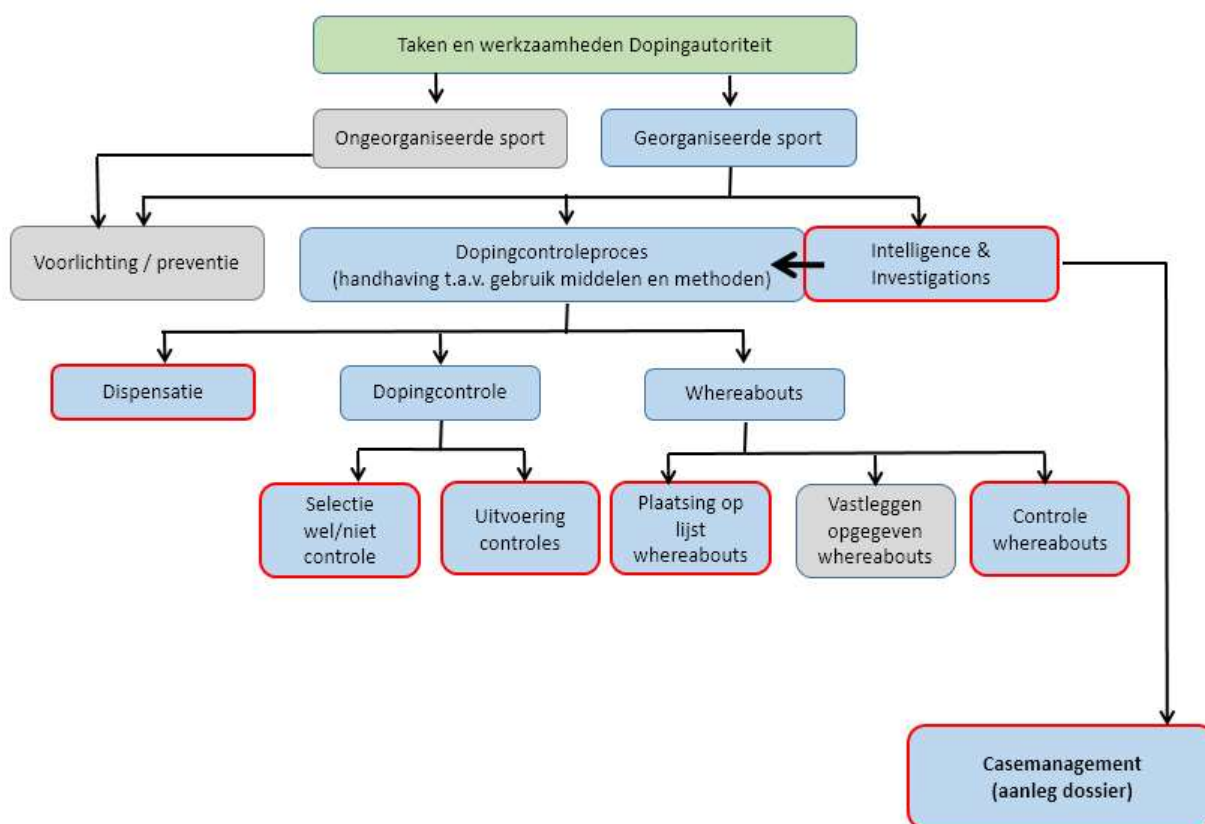 Taken en werkzaamheden Dopingautoriteit
Ongeorganiseerde sport
Georganiseerde sport
Voorlichting / preventie
Dopingcontroleproces
(handhaving t.a.v. gebruik middelen en methoden)
Intelligence &
Investigations
Dispensatie
Dopingcontrole
Whereabouts
Selectie
wel/niet
controle
Uitvoering
controles
Plaatsing op
lijst
whereabouts
Vastleggen
opgegeven
whereabouts
Controle
whereabouts
Casemanagement
(aanleg dossier)